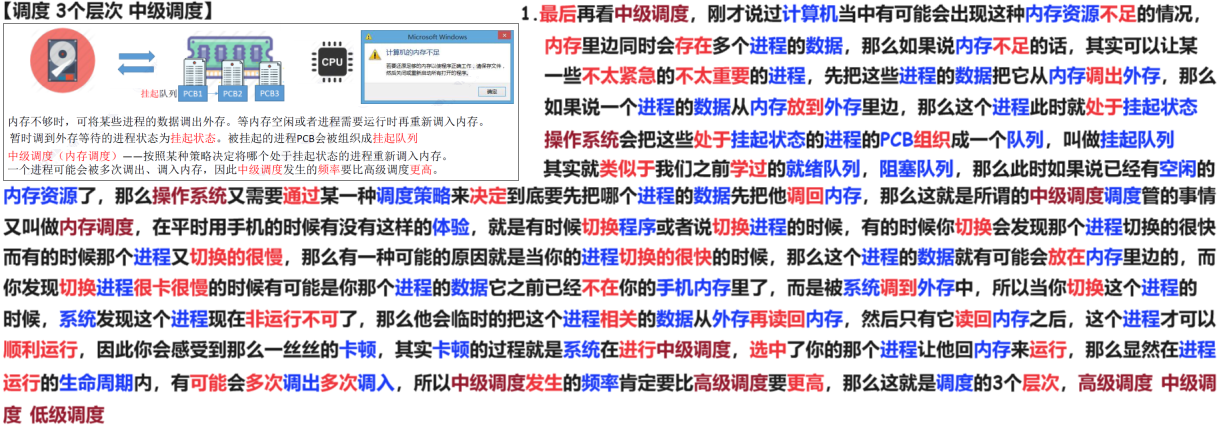 【调度 3个层次 中级调度】
CPU
Microsoft Windows
计算机的内存不足
若要还原足够的内存以使程序正确工作，请保存文件，
然后关闭或重新启动所有打开的程序。
确定
挂起队列 PCB1 PCB2 PCB3
内存不够时，可将某些进程的数据调出外存。等内存空闲或者进程需要运行时再重新调入内存。
暂时调到外存等待的进程状态为挂起状态。被挂起的进程PCB会被组织成挂起队列
中级调度（内存调度）——按照某种策略决定将哪个处于挂起状态的进程重新调入内存。
一个进程可能会被多次调出、调入内存，因此中级调度发生的频率要比高级调度更高。
1.最后再看中级调度，刚才说过计算机当中有可能会出现这种内存资源不足的情况，
内存里边同时会存在多个进程的数据，那么如果说内存不足的话，其实可以让某
一些不太紧急的不太重要的进程，先把这些进程的数据把它从内存调出外存，那么
如果说一个进程的数据从内存放到外存里边，那么这个进程此时就处于挂起状态
操作系统会把这些处于挂起状态的进程的PCB组织成一个队列，叫做挂起队列
其实就类似于我们之前学过的就绪队列，阻塞队列，那么此时如果说已经有空闲的
内存资源了，那么操作系统又需要通过某一种调度策略来决定到底要先把哪个进程的数据先把他调回内存，那么这就是所谓的中级调度调度管的事情
又叫做内存调度，在平时用手机的时候有没有这样的体验，就是有时候切换程序或者说切换进程的时候，有的时候你切换会发现那个进程切换的很快
而有的时候那个进程又切换的很慢，那么有一种可能的原因就是当你的进程切换的很快的时候，那么这个进程的数据就有可能会放在内存里边的，而
你发现切换进程很卡很慢的时候有可能是你那个进程的数据它之前已经不在你的手机内存里了，而是被系统调到外存中，所以当你切换这个进程的
时候，系统发现这个进程现在非运行不可了，那么他会临时的把这个进程相关的数据从外存再读回内存，然后只有它读回内存之后，这个进程才可以
顺利运行，因此你会感受到那么一丝丝的卡顿，其实卡顿的过程就是系统在进行中级调度，选中了你的那个进程让他回内存来运行，那么显然在进程
运行的生命周期内，有可能会多次调出多次调入，所以中级调度发生的频率肯定要比高级调度要更高，那么这就是调度的3个层次，高级调度 中级调
度 低级调度